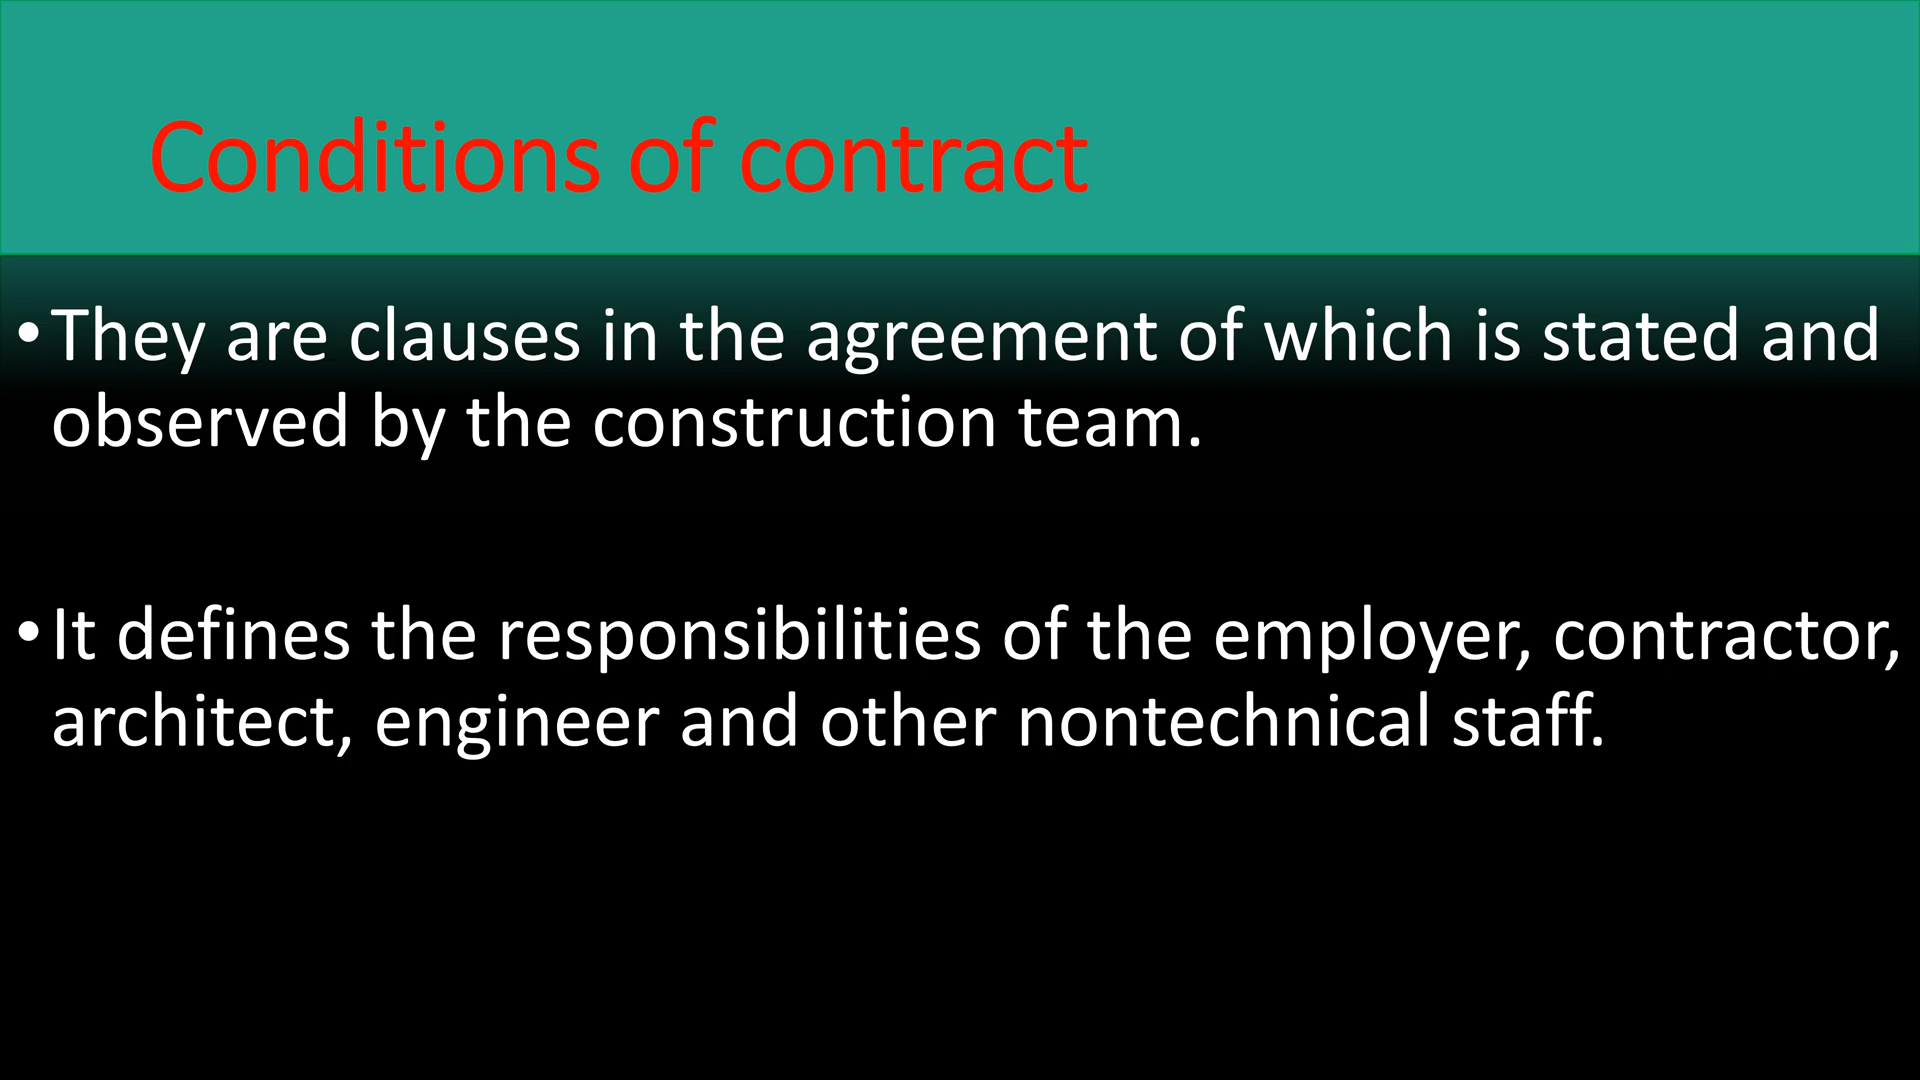 Conditions of contract
•They are clauses in the agreement of which is stated and
observed by the construction team.
•It defines the responsibilities of the employer, contractor,
architect, engineer and other nontechnical staff.